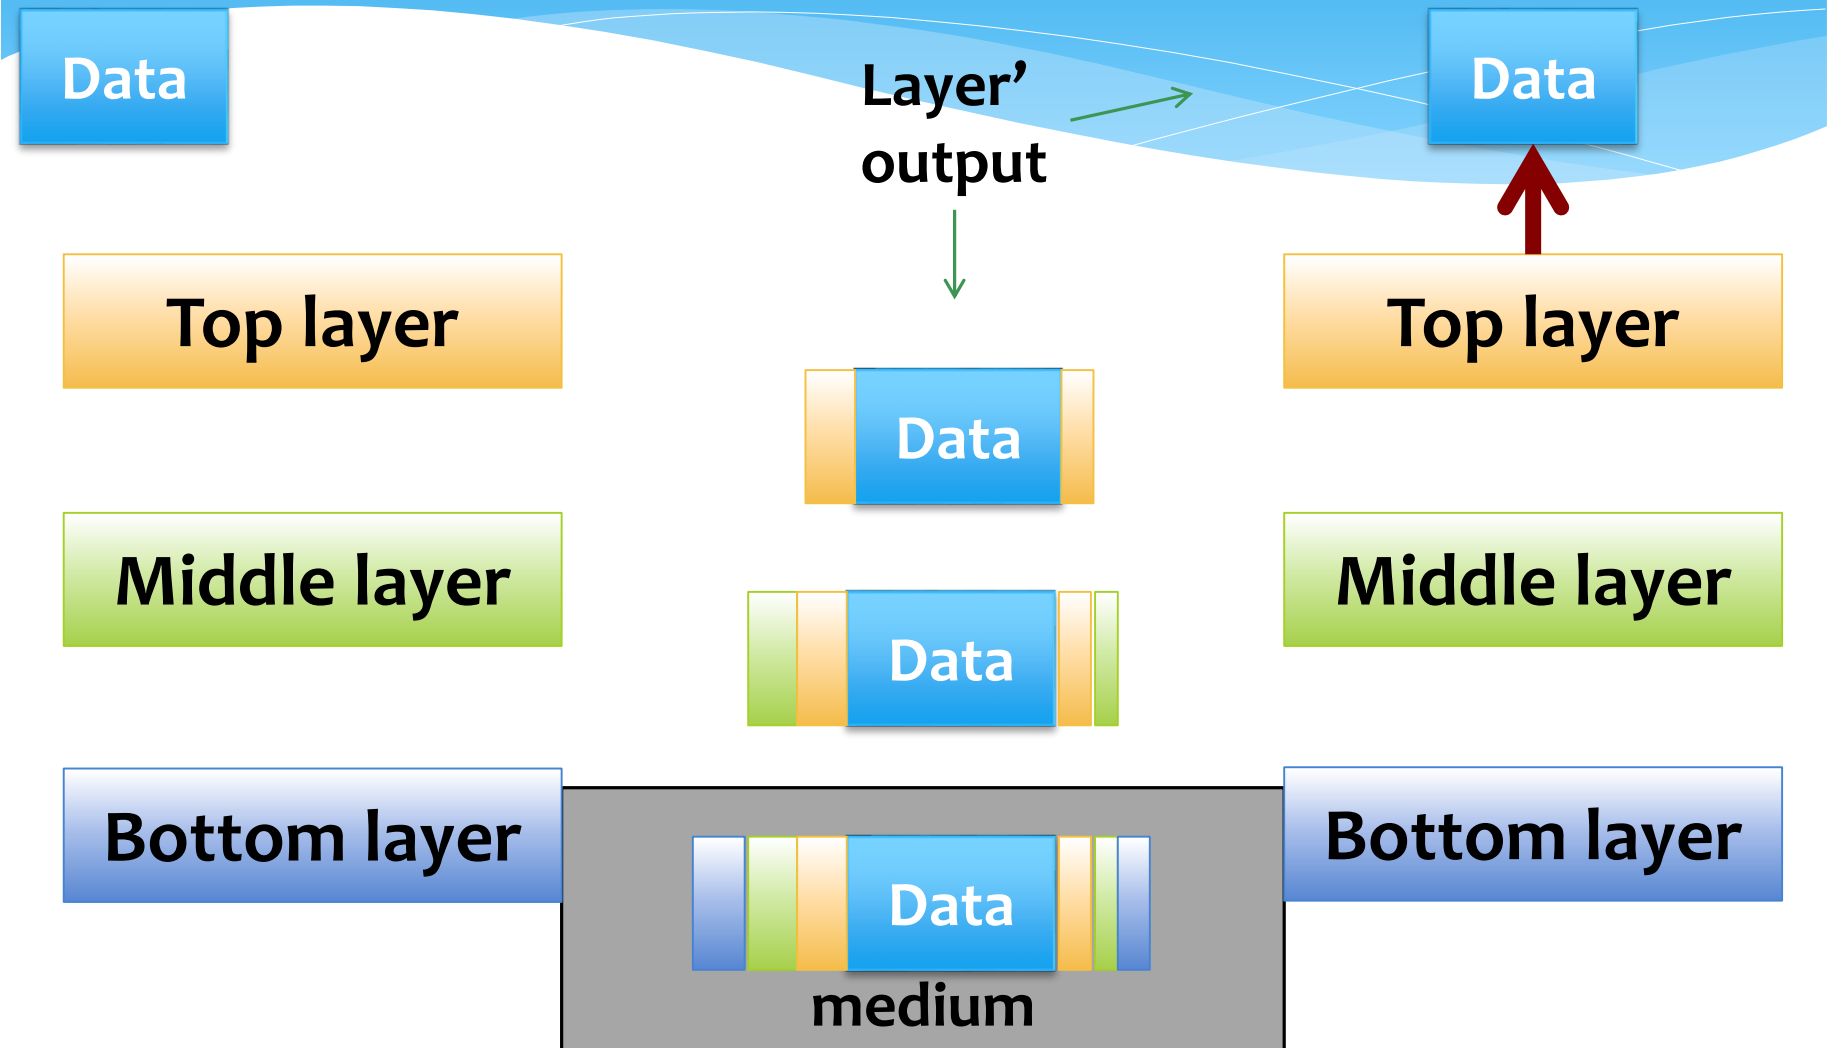 Data
Layer’
output
Data
Top layer
Top layer
Data
Middle layer
Middle layer
Data
Bottom layer
Bottom layer
Data
medium